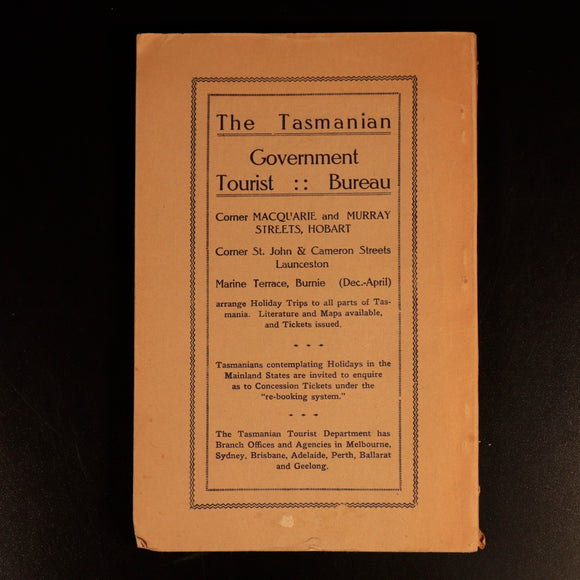 The Tasmanian
Government
Tourist :: Bureau
Corner MACQUARIE and MURRAY
STREETS, HOBART
Corner St. John & Cameron Streets
Launceston
Marine Terrace, Burnie (Dec.-April)
arrange Holiday Trips to all parts of Tas-
mania. Literature and Maps available,
and Tickets issued.
Tasmanians contemplating Holidays in the
Mainland States are invited to enquire
as to Concession Tickets under the
"re-booking system."
The Tasmanian Tourist Department has
Branch Offices and Agencies in Melbourne,
Sydney, Brisbane, Adelaide, Perth, Ballarat
and Geelong.